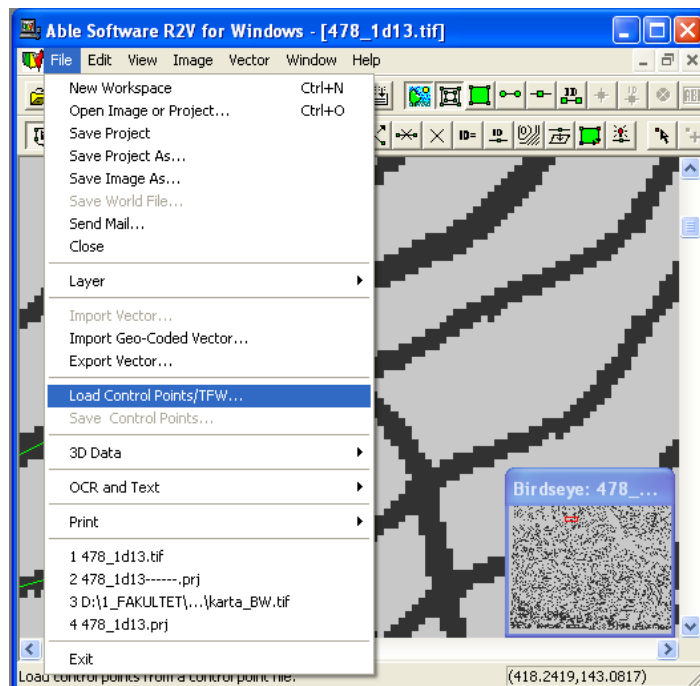 Able Software R2V for Windows - [478_1d13.tif]
File Edit View Image Vector Window Help
New Workspace Ctrl+N
Open Image or Project... Ctrl+O
Save Project
Save Project As...
Save Image As...
Save World File...
Send Mail...
Close
Layer
Import Vector...
Import Geo-Coded Vector...
Export Vector...
Load Control Points/TFW...
Save Control Points...
3D Data
OCR and Text
Print
1 478_1d13.tif
2 478_1d13------.prj
3 D:\1_FAKULTET\...\karta_BW.tif
4 478_1d13.prj
Exit
3D
ID=
ID
Birdseye: 478_...
Load control points from a control point file.
(418.2419,143.0817)